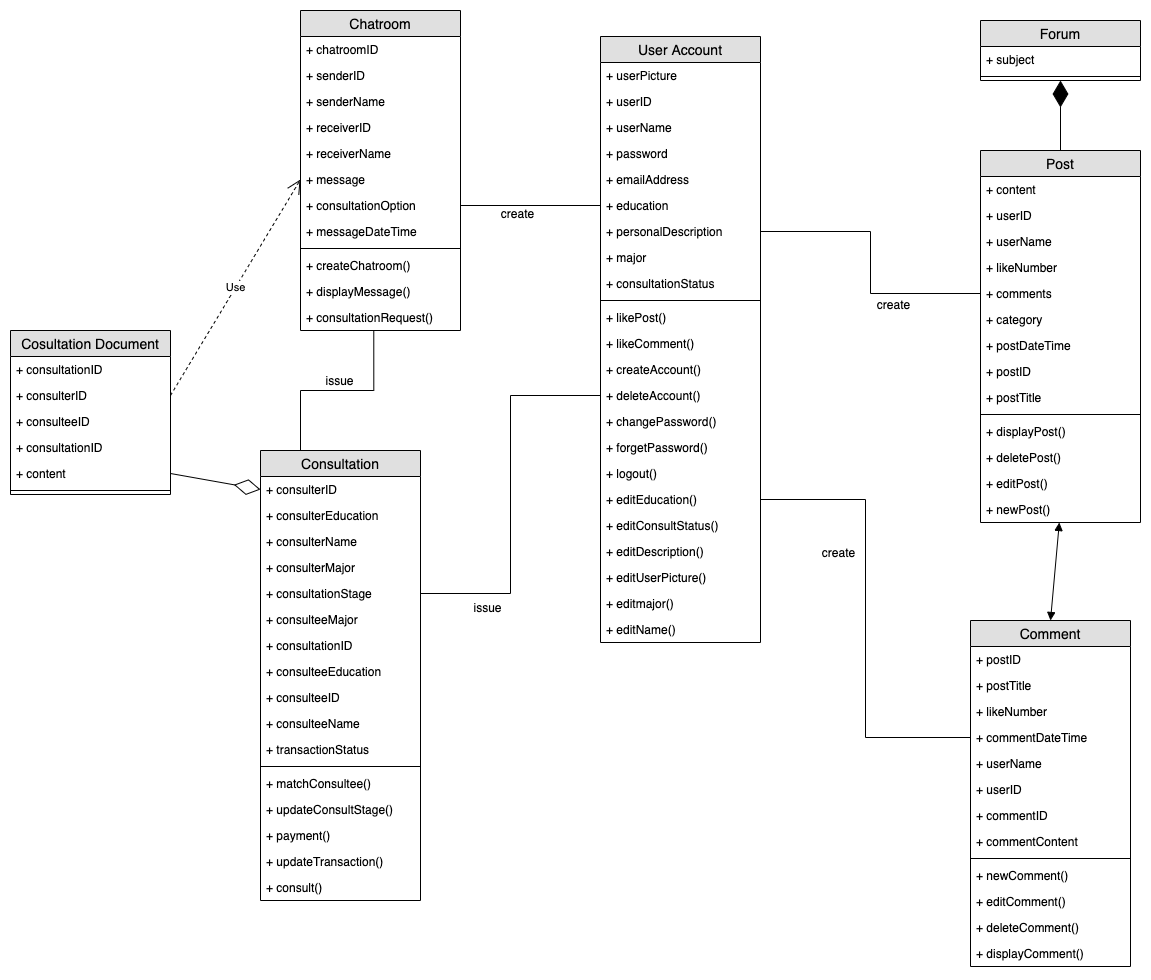 Chatroom
+ chatroomID
+ senderID
+ senderName
+ receiverID
+ receiverName
+ message
+ consultationOption
+ messageDateTime
+ createChatroom()
+ displayMessage()
+ consultationRequest()
User Account
+ userPicture
+ userID
+ userName
+ password
+ emailAddress
+ education
+ personalDescription
+ major
+ consultationStatus
+ likePost()
+ likeComment()
+ createAccount()
+ deleteAccount()
+ changePassword()
+ forgetPassword()
+ logout()
+ editEducation()
+ editConsultStatus()
+ editDescription()
+ editUserPicture()
+ editmajor()
+ editName()
Forum
+ subject
Post
+ content
+ userID
+ userName
+ likeNumber
+ comments
+ category
+ postDateTime
+ postID
+ postTitle
+ displayPost()
+ deletePost()
+ editPost()
+ newPost()
create
create
Use
Cosultation Document
+ consultationID
+ consulterID
+ consulteeID
+ consultationID
+ content
issue
Consultation
+ consulterID
+ consulterEducation
+ consulterName
+ consulterMajor
+ consultationStage
+ consulteeMajor
+ consultationID
+ consulteeEducation
+ consulteeID
+ consulteeName
+ transactionStatus
+ matchConsultee()
+ updateConsultStage()
+ payment()
+ updateTransaction()
+ consult()
issue
create
Comment
+ postID
+ postTitle
+ likeNumber
+ commentDateTime
+ userName
+ userID
+ commentID
+ commentContent
+ newComment()
+ editComment()
+ deleteComment()
+ displayComment()